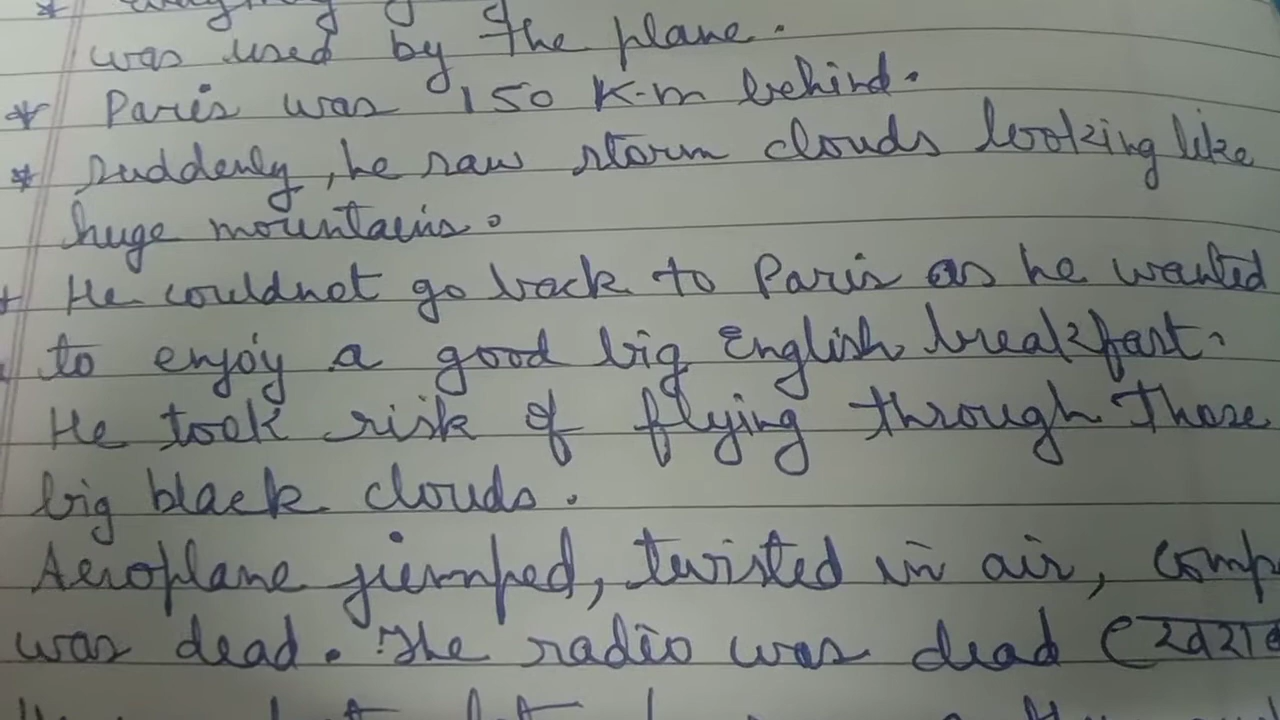 was used by the plane.
* Paris was 150 K.m behind.
* Suddenly, he saw storm clouds looking like
huge mountains.
He couldnot go back to Paris as he wanted
to enjoy a good big English breakfast.
He took risk of flying through those
big black clouds.
Aeroplane jumped, twisted in air, comp
was dead. The radio was dead (